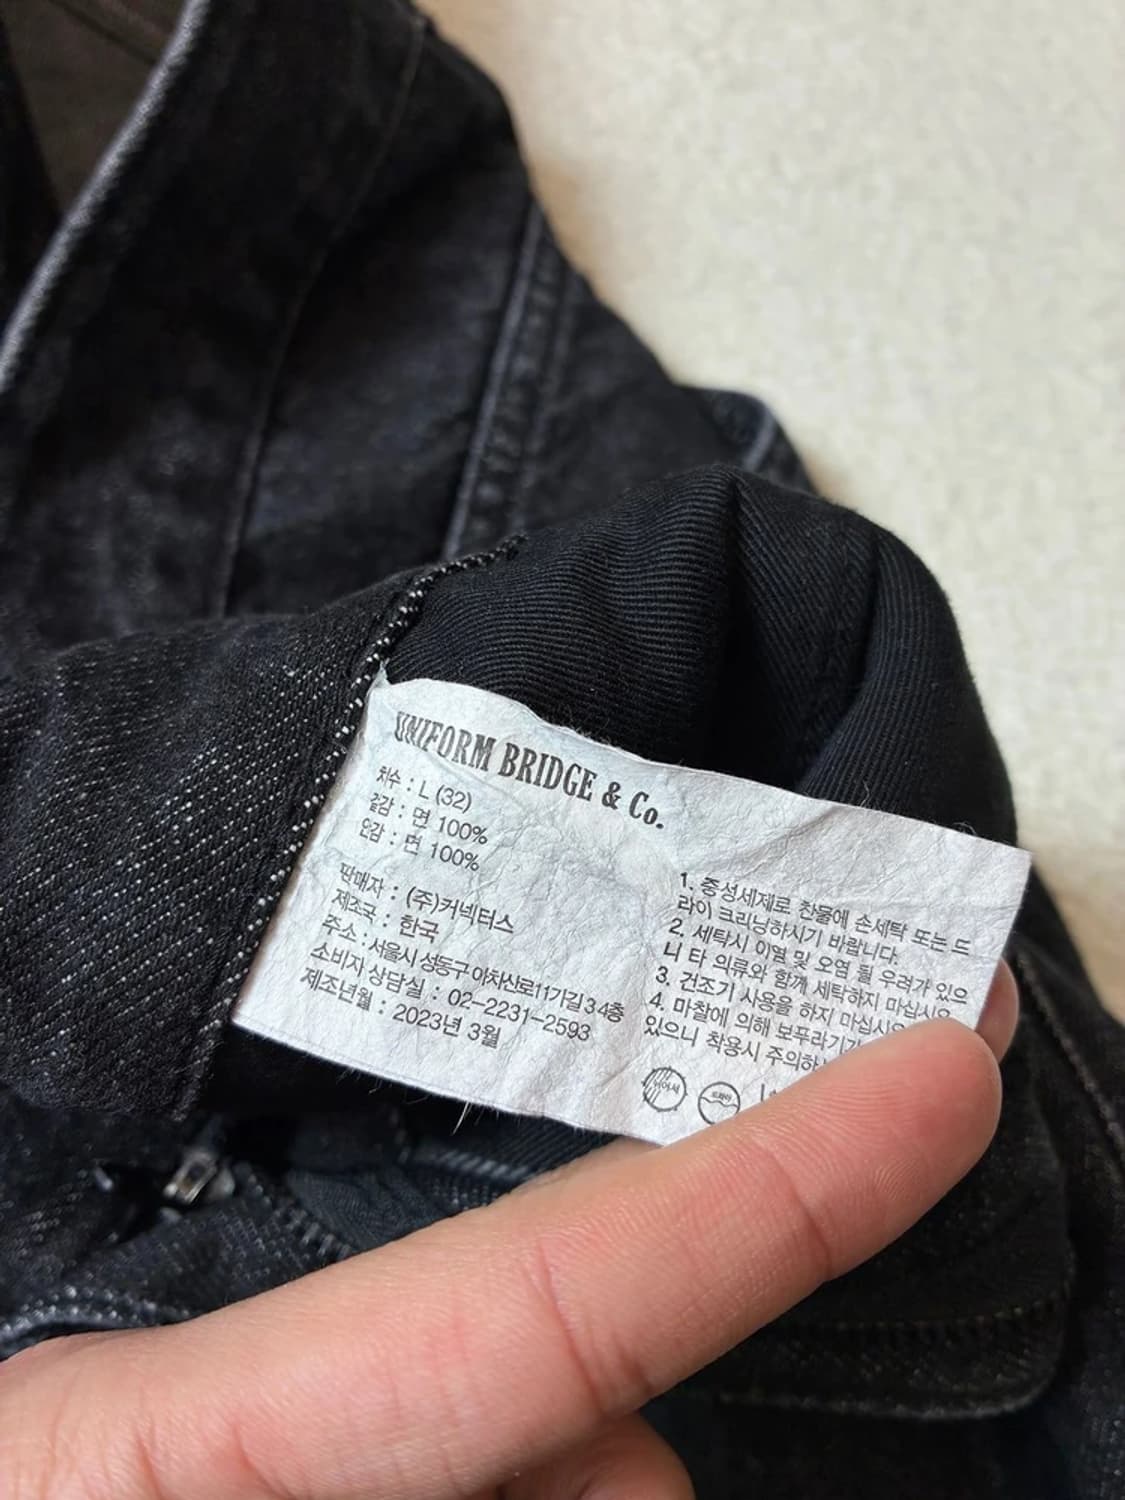 UNIFORM BRIDGE & Co.
치수 : L (32)
겉감 : 면 100%
안감 : 면 100%
판매자 : (주)커넥터스
제조국 : 한국
주소 : 서울시 성동구 아차산로11가길 3 4층
소비자 상담실 : 02-2231-2593
제조년월 : 2023년 3월
1. 중성세제로 찬물에 손세탁 또는 드
라이 크리닝하시기 바랍니다.
2. 세탁시 이염 및 오염 될 우려가 있으
니 타 의류와 함께 세탁하지 마십시오
3. 건조기 사용을 하지 마십시오
4. 마찰에 의해 보푸라기가
있으니 착용시 주의하